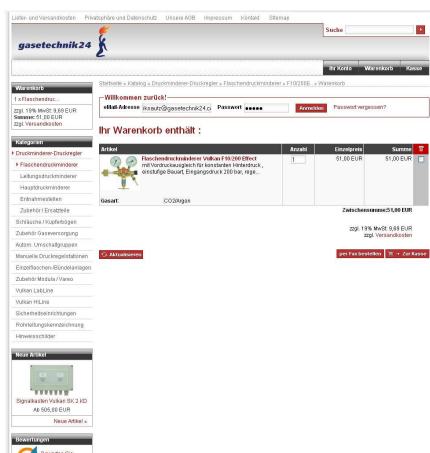 Liefer- und Versandkosten Privatsphäre und Datenschutz Unsere AGB Impressum Kontakt Sitemap
Suche
gasetechnik24
Ihr Konto Warenkorb Kasse
Startseite » Katalog » Druckminderer-Druckregler » Flaschendruckminderer » F10/200E... » Warenkorb
Warenkorb
1 x Flaschendruc...
zzgl. 19% MwSt: 9,69 EUR
Summe: 51,00 EUR
zzgl. Versandkosten
Willkommen zurück!
eMail-Adresse Passwort Anmelden Passwort vergessen?
Ihr Warenkorb enthält :
Artikel Anzahl Einzelpreis Summe
Flaschendruckminderer Vulkan F10/200 Effect 1 51,00 EUR 51,00 EUR
mit Vordruckausgleich für konstanten Hinterdruck ,
einstufige Bauart, Eingangsdruck 200 bar, rege...
Gasart: CO2/Argon
Zwischensumme:51,00 EUR
zzgl. 19% MwSt: 9,69 EUR
zzgl. Versandkosten
Aktualisieren per Fax bestellen Zur Kasse
Kategorien
Druckminderer-Druckregler
Flaschendruckminderer
Leitungsdruckminderer
Hauptdruckminderer
Entnahmestellen
Zubehör / Ersatzteile
Schläuche / Kupferbögen
Zubehör Gaseversorgung
Autom. Umschaltgruppen
Manuelle Druckregelstationen
Einzelflaschen-/Bündelanlagen
Zubehör Modula / Vareo
Vulkan LabLine
Vulkan HiLine
Sicherheitseinrichtungen
Rohrleitungskennzeichnung
Hinweisschilder
Neue Artikel
Signalkasten Vulkan SK 2 KD
Ab 505,00 EUR
Neue Artikel »
Bewertungen